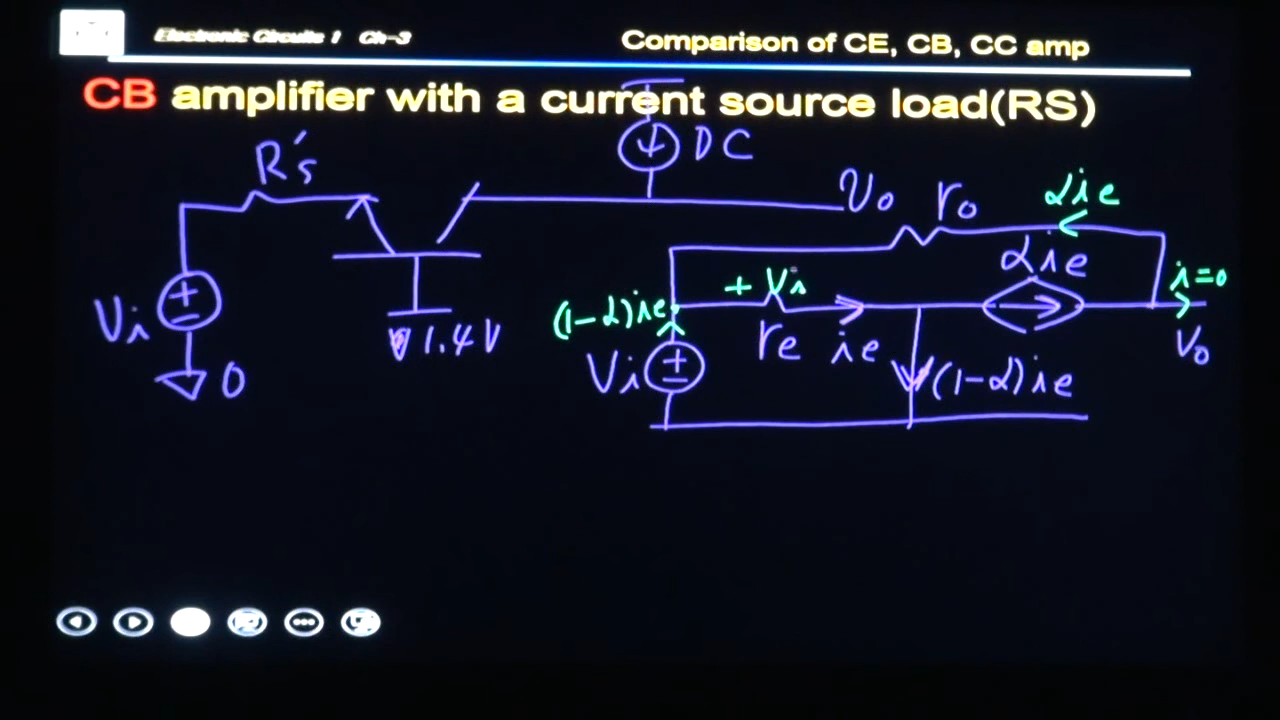 Electronic Circuits I Ch-3
Comparison of CE, CB, CC amp
CB amplifier with a current source load(RS)
R's
DC
Vo
ro
αie
αie
Vi
0
1.4V
(1-α)ie
+ Vi
re
ie
i=0
Vo
Vi
(1-α)ie